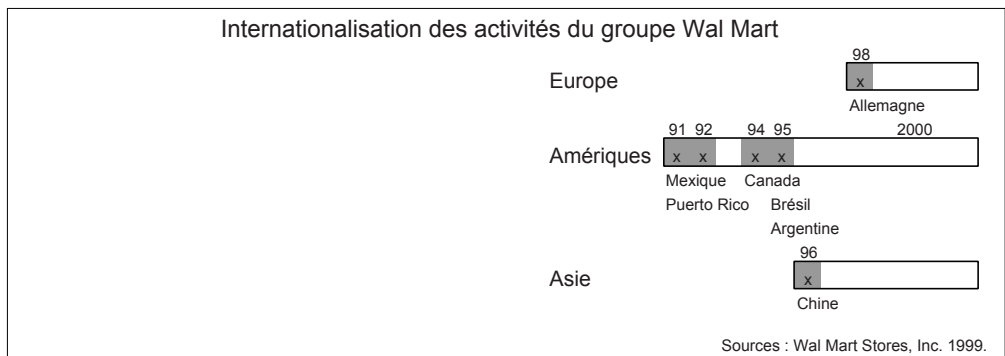 Internationalisation des activités du groupe Wal Mart
98
Europe
x
Allemagne
91 92 94 95 2000
Amériques
x x x x
Mexique Canada
Puerto Rico Brésil
Argentine
96
Asie
x
Chine
Sources : Wal Mart Stores, Inc. 1999.